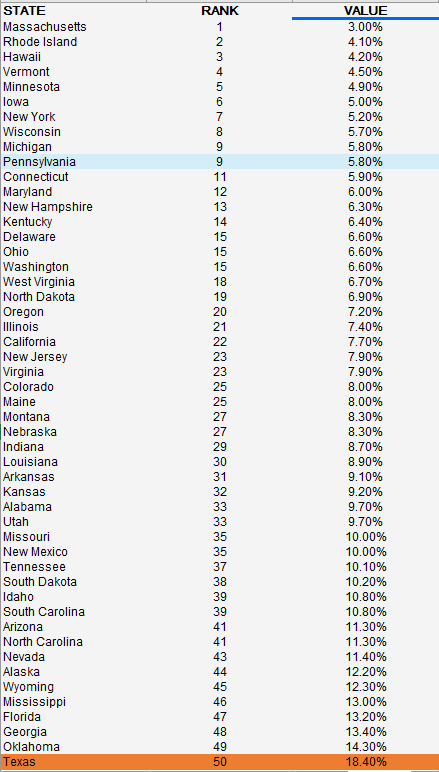 STATE RANK VALUE
Massachusetts 1 3.00%
Rhode Island 2 4.10%
Hawaii 3 4.20%
Vermont 4 4.50%
Minnesota 5 4.90%
Iowa 6 5.00%
New York 7 5.20%
Wisconsin 8 5.70%
Michigan 9 5.80%
Pennsylvania 9 5.80%
Connecticut 11 5.90%
Maryland 12 6.00%
New Hampshire 13 6.30%
Kentucky 14 6.40%
Delaware 15 6.60%
Ohio 15 6.60%
Washington 15 6.60%
West Virginia 18 6.70%
North Dakota 19 6.90%
Oregon 20 7.20%
Illinois 21 7.40%
California 22 7.70%
New Jersey 23 7.90%
Virginia 23 7.90%
Colorado 25 8.00%
Maine 25 8.00%
Montana 27 8.30%
Nebraska 27 8.30%
Indiana 29 8.70%
Louisiana 30 8.90%
Arkansas 31 9.10%
Kansas 32 9.20%
Alabama 33 9.70%
Utah 33 9.70%
Missouri 35 10.00%
New Mexico 35 10.00%
Tennessee 37 10.10%
South Dakota 38 10.20%
Idaho 39 10.80%
South Carolina 39 10.80%
Arizona 41 11.30%
North Carolina 41 11.30%
Nevada 43 11.40%
Alaska 44 12.20%
Wyoming 45 12.30%
Mississippi 46 13.00%
Florida 47 13.20%
Georgia 48 13.40%
Oklahoma 49 14.30%
Texas 50 18.40%